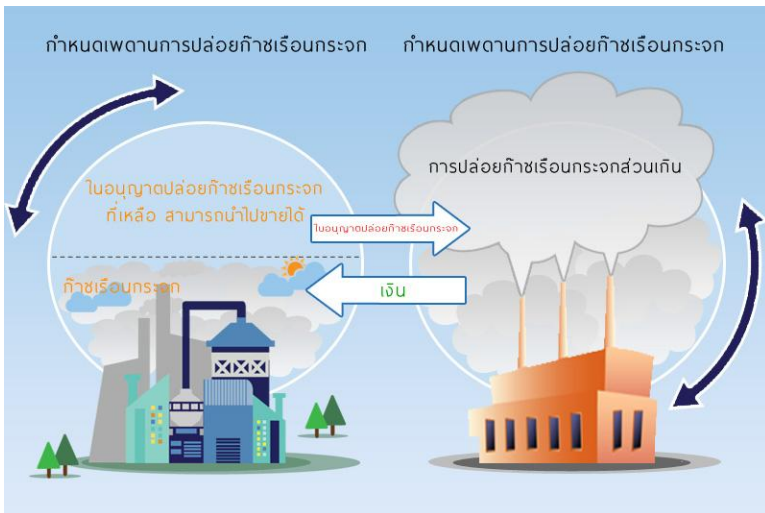 กำหนดเพดานการปล่อยก๊าซเรือนกระจก
กำหนดเพดานการปล่อยก๊าซเรือนกระจก
ใบอนุญาตปล่อยก๊าซเรือนกระจก
ที่เหลือ สามารถนำไปขายได้
การปล่อยก๊าซเรือนกระจกส่วนเกิน
ใบอนุญาตปล่อยก๊าซเรือนกระจก
ก๊าซเรือนกระจก
เงิน